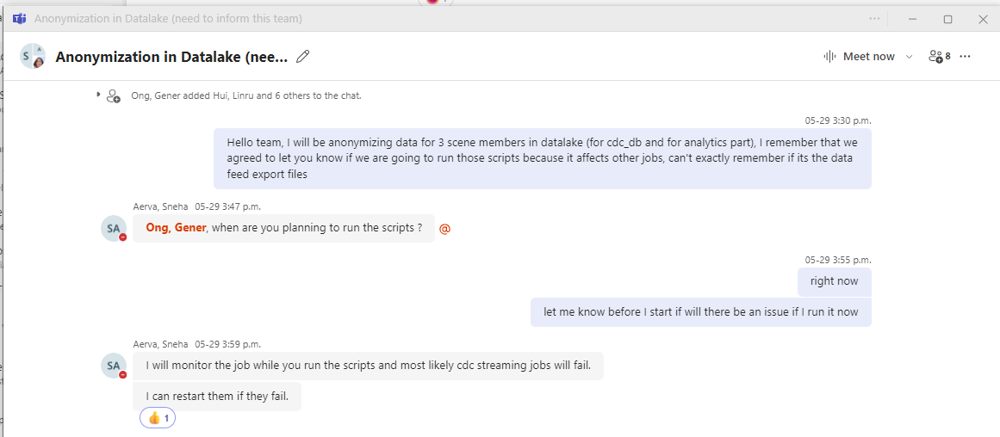 Anonymization in Datalake (need to inform this team)
S
A
Anonymization in Datalake (nee...
Meet now
8
Ong, Gener added Hui, Linru and 6 others to the chat.
05-29 3:30 p.m.
Hello team, I will be anonymizing data for 3 scene members in datalake (for cdc_db and for analytics part), I remember that we
agreed to let you know if we are going to run those scripts because it affects other jobs, can't exactly remember if its the data
feed export files
Aerva, Sneha 05-29 3:47 p.m.
SA
Ong, Gener, when are you planning to run the scripts ?
@
05-29 3:55 p.m.
right now
let me know before I start if will there be an issue if I run it now
Aerva, Sneha 05-29 3:59 p.m.
SA
I will monitor the job while you run the scripts and most likely cdc streaming jobs will fail.
I can restart them if they fail.
👍 1